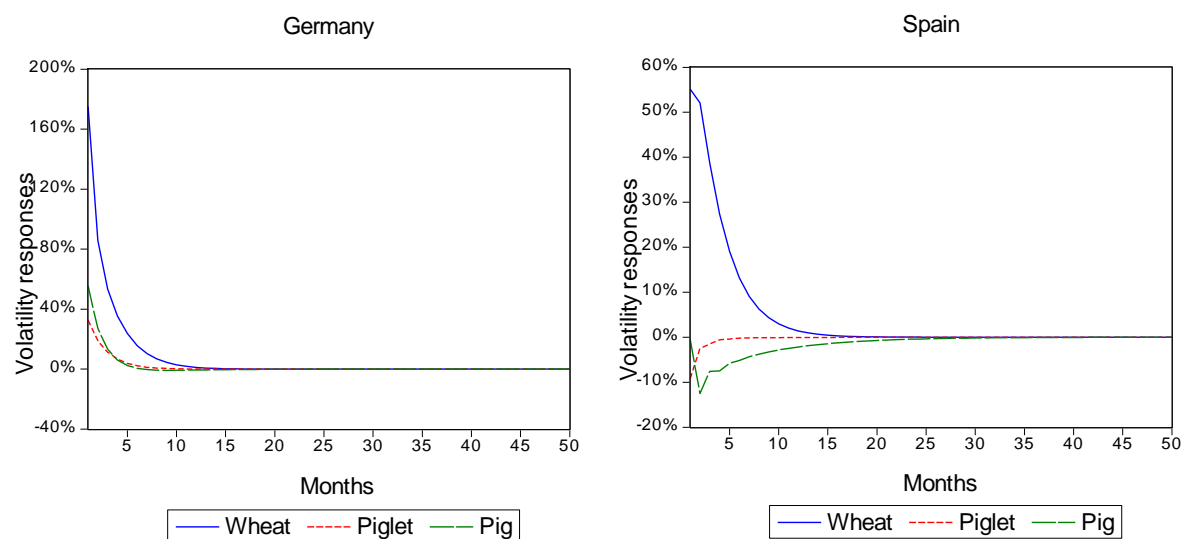 Germany
Volatility responses
200%
160%
120%
80%
40%
0%
-40%
5 10 15 20 25 30 35 40 45 50
Months
Wheat Piglet Pig
Spain
Volatility responses
60%
50%
40%
30%
20%
10%
0%
-10%
-20%
5 10 15 20 25 30 35 40 45 50
Months
Wheat Piglet Pig